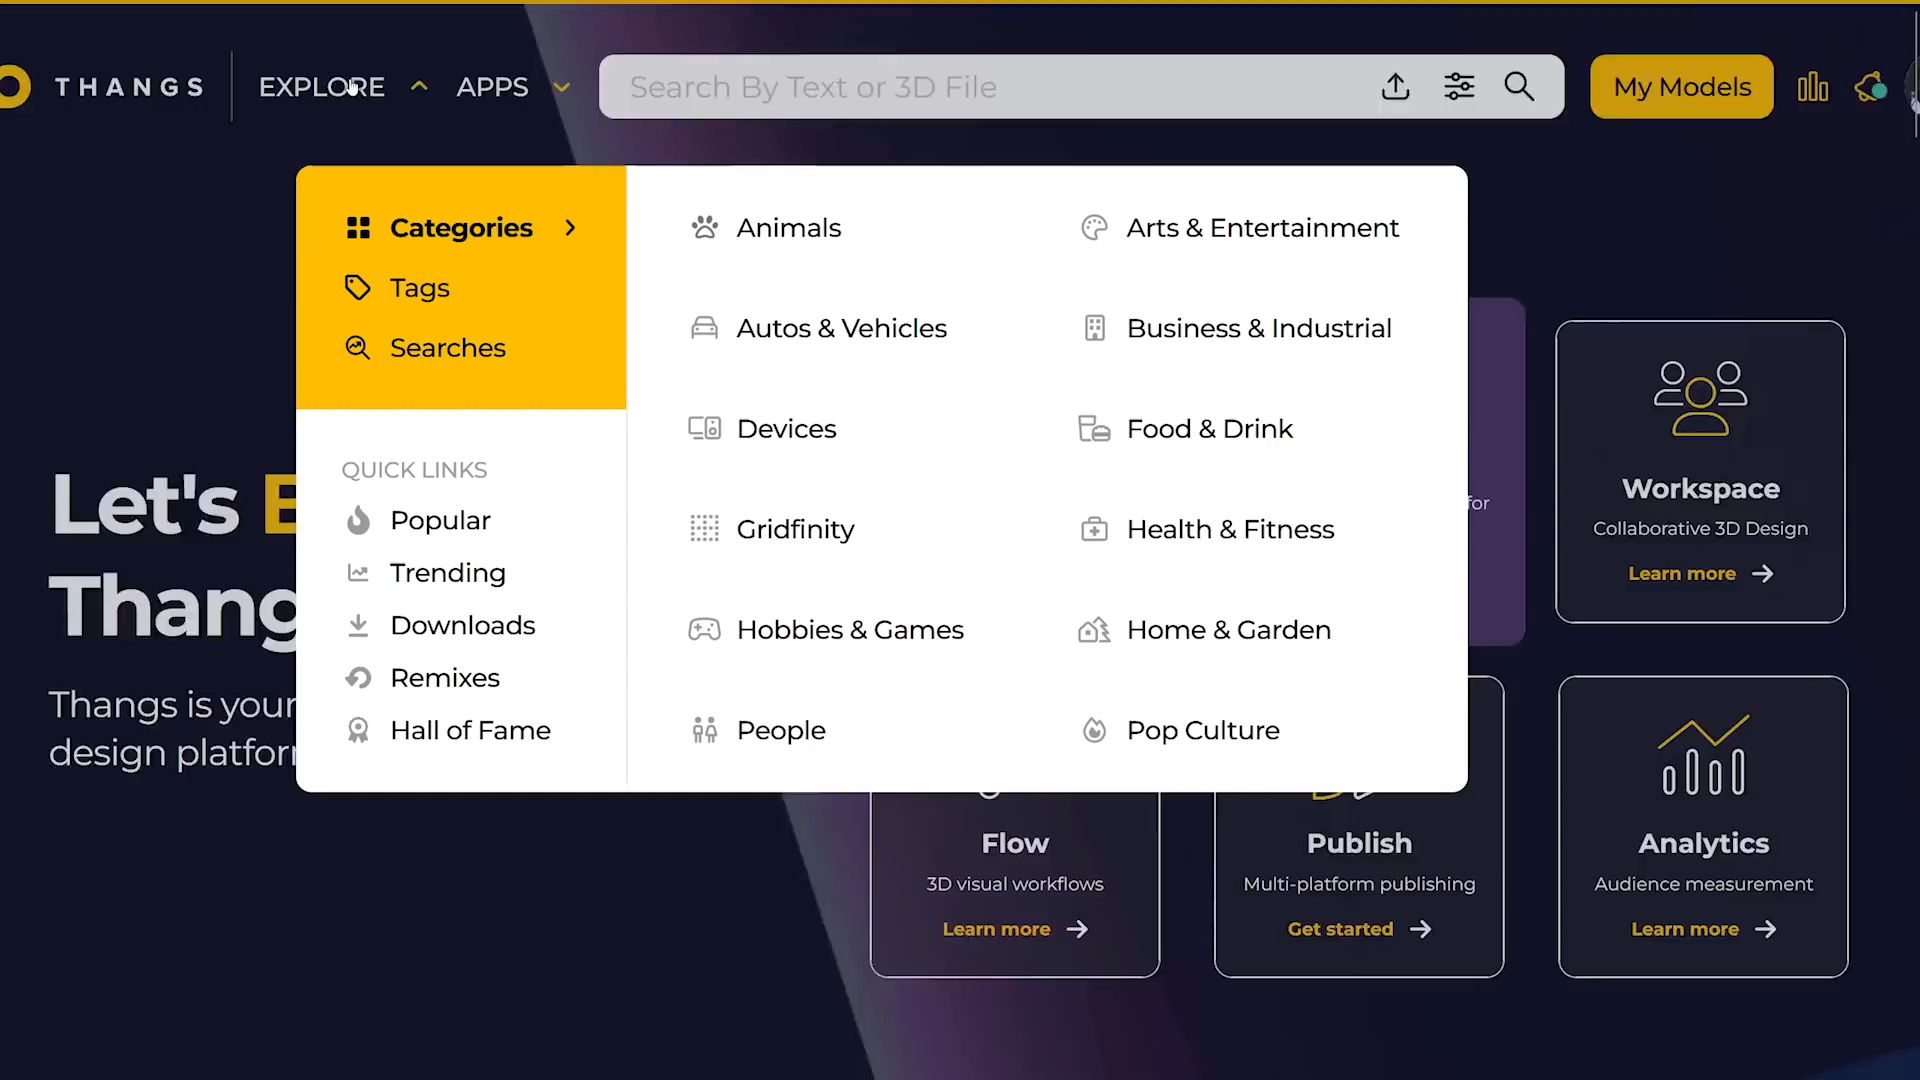 THANGS
EXPLORE
APPS
Search By Text or 3D File
My Models
Categories
Tags
Searches
QUICK LINKS
Popular
Trending
Downloads
Remixes
Hall of Fame
Animals
Arts & Entertainment
Autos & Vehicles
Business & Industrial
Devices
Food & Drink
Gridfinity
Health & Fitness
Hobbies & Games
Home & Garden
People
Pop Culture
Let's
Thang
Thangs is your
design platfor
for
Workspace
Collaborative 3D Design
Learn more
Flow
3D visual workflows
Learn more
Publish
Multi-platform publishing
Get started
Analytics
Audience measurement
Learn more